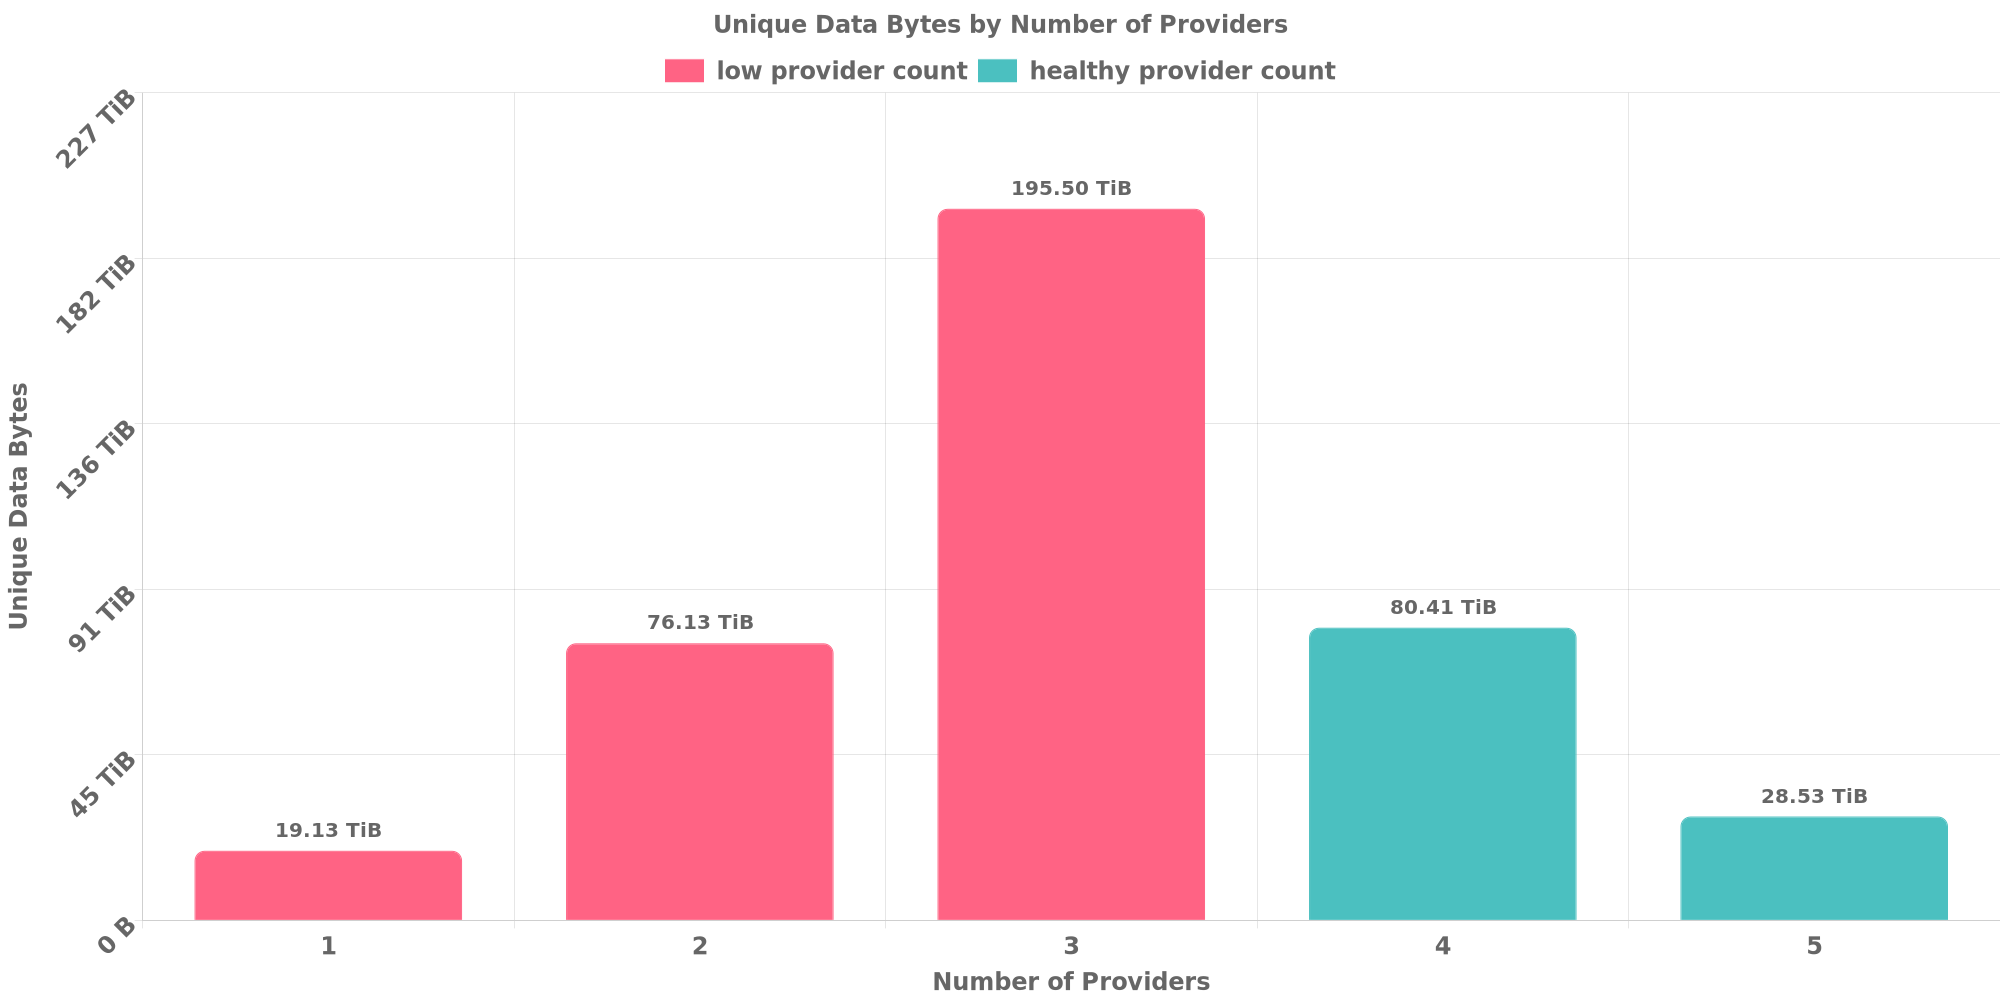 Unique Data Bytes by Number of Providers
low provider count healthy provider count
227 TiB
182 TiB
136 TiB
91 TiB
45 TiB
0 B
Unique Data Bytes
19.13 TiB
76.13 TiB
195.50 TiB
80.41 TiB
28.53 TiB
1 2 3 4 5
Number of Providers